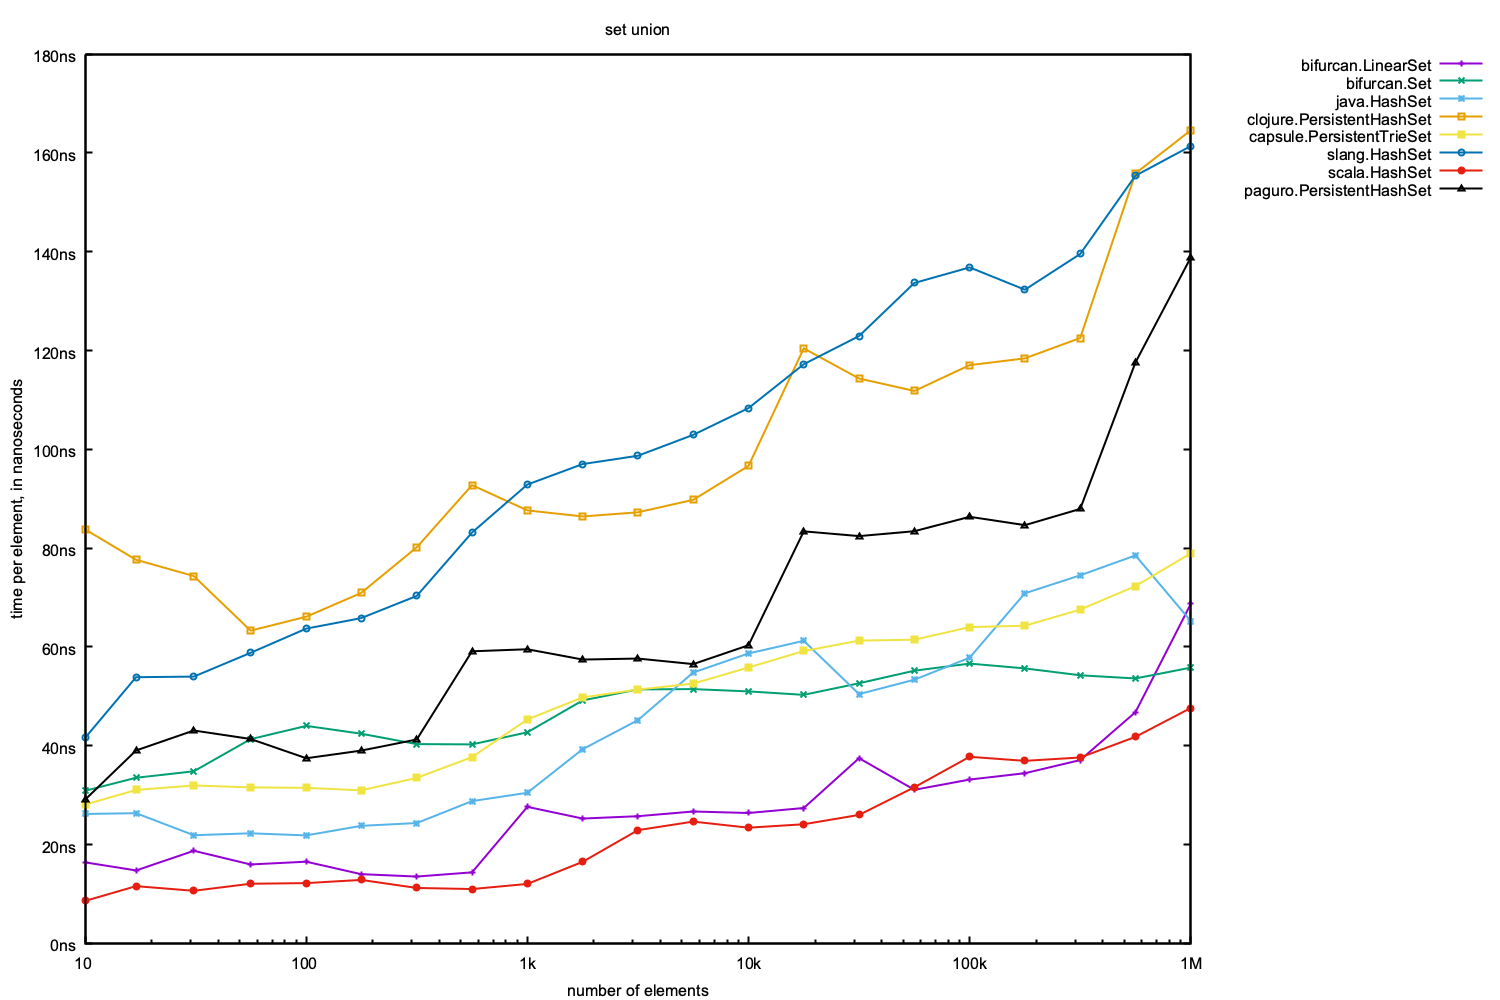 set union
180ns
160ns
140ns
120ns
100ns
80ns
60ns
40ns
20ns
0ns
time per element, in nanoseconds
10
100
1k
10k
100k
1M
number of elements
bifurcan.LinearSet
bifurcan.Set
java.HashSet
clojure.PersistentHashSet
capsule.PersistentTrieSet
slang.HashSet
scala.HashSet
paguro.PersistentHashSet